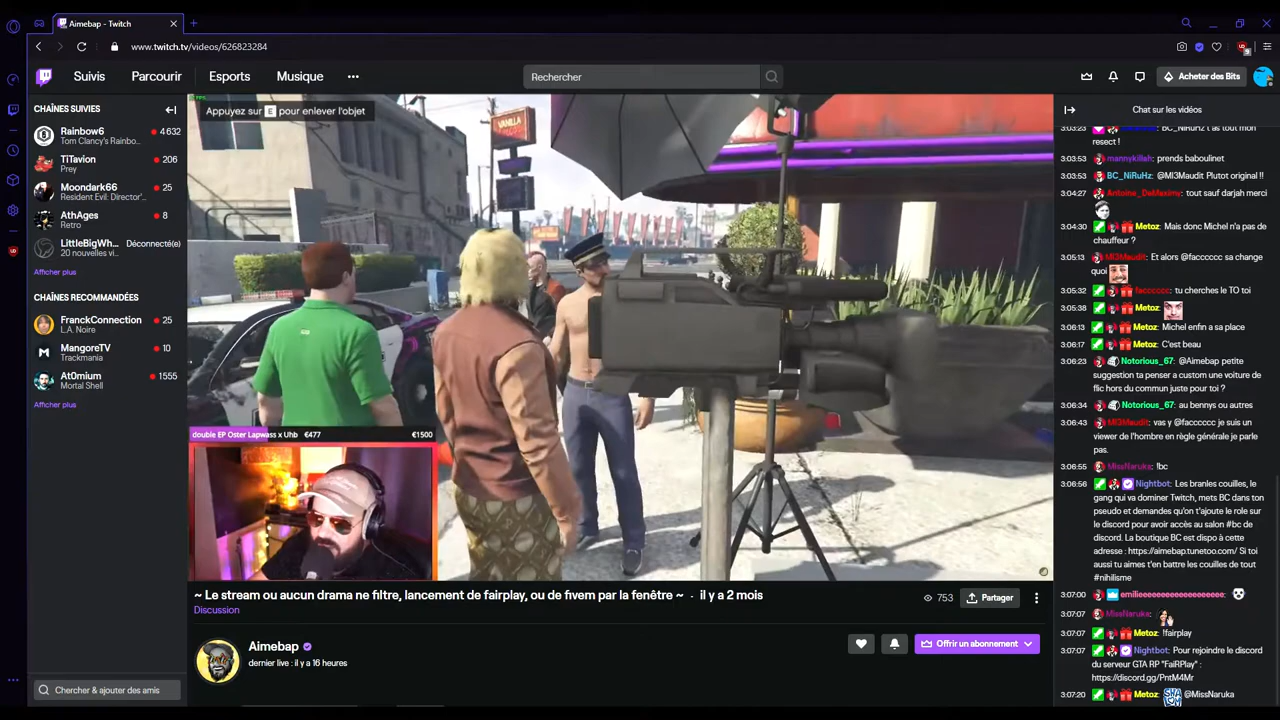 Aimebap - Twitch
www.twitch.tv/videos/626823284
Suivis
Parcourir
Esports
Musique
Rechercher
Acheter des Bits
CHAÎNES SUIVIES
Rainbow6
4 632
Tom Clancy's Rainbo...
TiTavion
206
Prey
Moondark66
25
Resident Evil: Director'...
AthAges
8
Retro
LittleBigWh...
Déconnecté(e)
20 nouvelles vi...
Afficher plus
CHAÎNES RECOMMANDÉES
FranckConnection
25
L.A. Noire
MangoreTV
10
Trackmania
At0mium
1555
Mortal Shell
Afficher plus
Chercher & ajouter des amis
Appuyez sur E pour enlever l'objet
VANILLA
double EP Oster Lapwass x Uhb €477
€1500
~ Le stream ou aucun drama ne filtre, lancement de fairplay, ou de fivem par la fenêtre ~ · il y a 2 mois
Discussion
753
Partager
Aimebap
dernier live : il y a 16 heures
Offrir un abonnement
Chat sur les vidéos
3:03:23
: BC_NiRuHz t'as tout mon
resect !
3:03:53 mannykillah: prends baboulinet
3:03:53 BC_NiRuHz: @MI3Maudit Plutot original !!
3:04:27 Antoine_DeMaxims: tout sauf darjah merci
3:04:30 Metoz: Mais donc Michel n'a pas de
chauffeur ?
3:05:13 MI3Maudit: Et alors @facccccc sa change
quoi
3:05:32 facccccc: tu cherches le TO toi
3:05:38 Metoz:
3:06:13 Metoz: Michel enfin a sa place
3:06:17 Metoz: C'est beau
3:06:23 Notorious_67: @Aimebap petite
suggestion ta penser a custom une voiture de
flic hors du commun juste pour toi ?
3:06:34 Notorious_67: au bennys ou autres
3:06:43 MI3Maudit: vas y @facccccc je suis un
viewer de l'hombre en règle générale je parle
pas.
3:06:55 MissNaruka: !bc
3:06:56 Nightbot: Les branles couilles, le
gang qui va dominer Twitch, mets BC dans ton
pseudo et demandes qu'on t'ajoute le role sur
le discord pour avoir accès au salon #bc de
discord. La boutique BC est dispo à cette
adresse : https://aimebap.tunetoo.com/ Si toi
aussi tu aimes t'en battre les couilles de tout
#nihilisme
3:07:00 emilieeeeeeeeeeeeeeeeee:
3:07:07 MissNaruka:
3:07:07 Metoz: !fairplay
3:07:07 Nightbot: Pour rejoindre le discord
du serveur GTA RP "FaiRPlay" :
https://discord.gg/PntM4Mr
3:07:20 Metoz: @MissNaruka